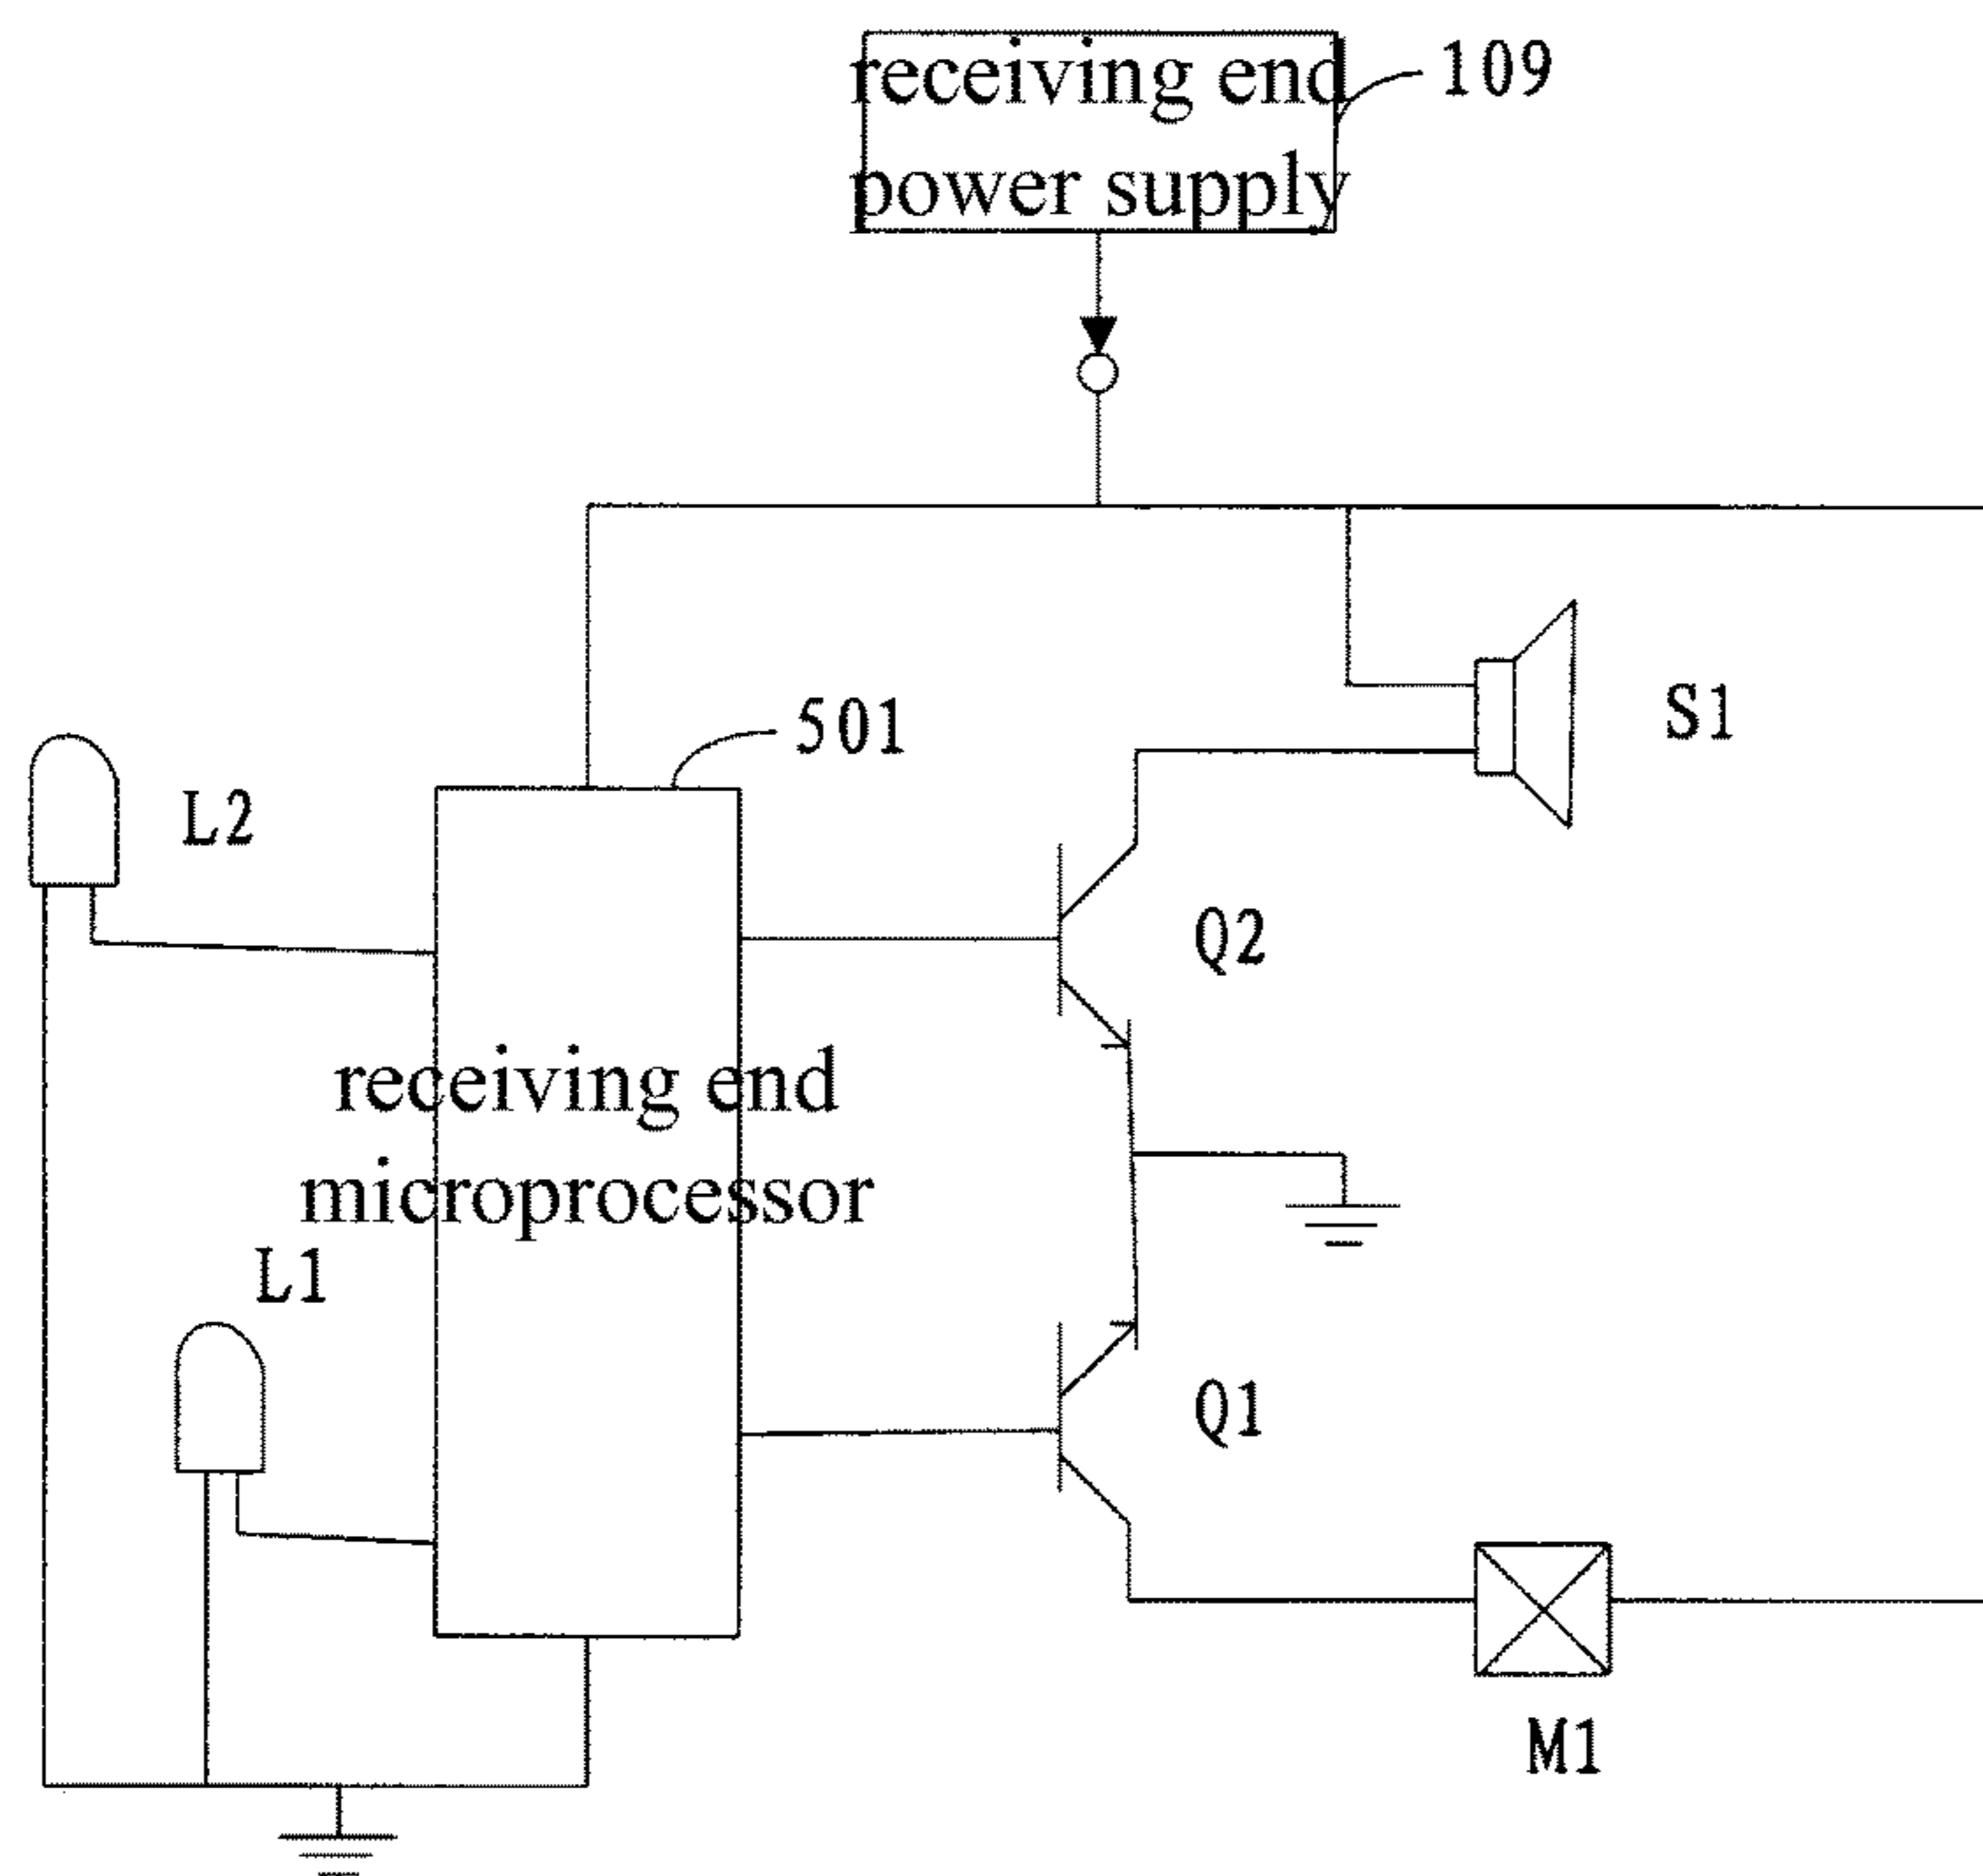 receiving end
power supply
109
S1
501
L2
Q2
receiving end
microprocessor
L1
Q1
M1